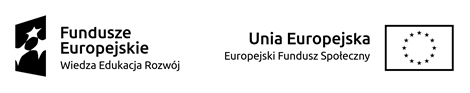 Fundusze
Europejskie
Wiedza Edukacja Rozwój
Unia Europejska
Europejski Fundusz Społeczny